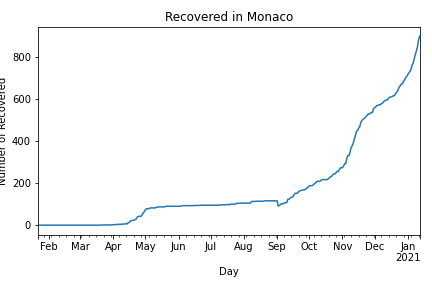 Recovered in Monaco
Number of Recovered
800
600
400
200
0
Feb Mar Apr May Jun Jul Aug Sep Oct Nov Dec Jan
2021
Day